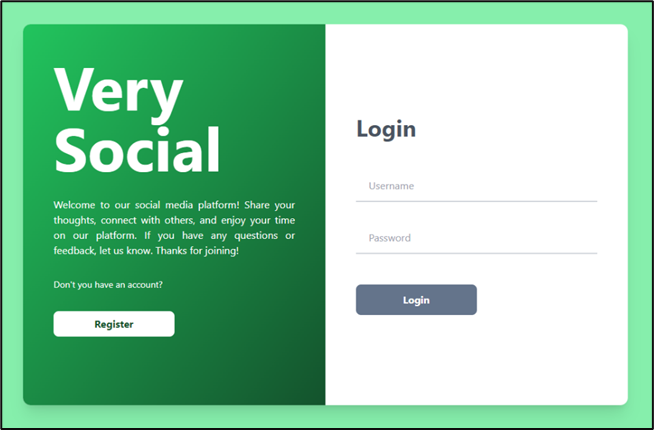 Very
Social
Welcome to our social media platform! Share your
thoughts, connect with others, and enjoy your time
on our platform. If you have any questions or
feedback, let us know. Thanks for joining!
Don't you have an account?
Register
Login
Username
Password
Login